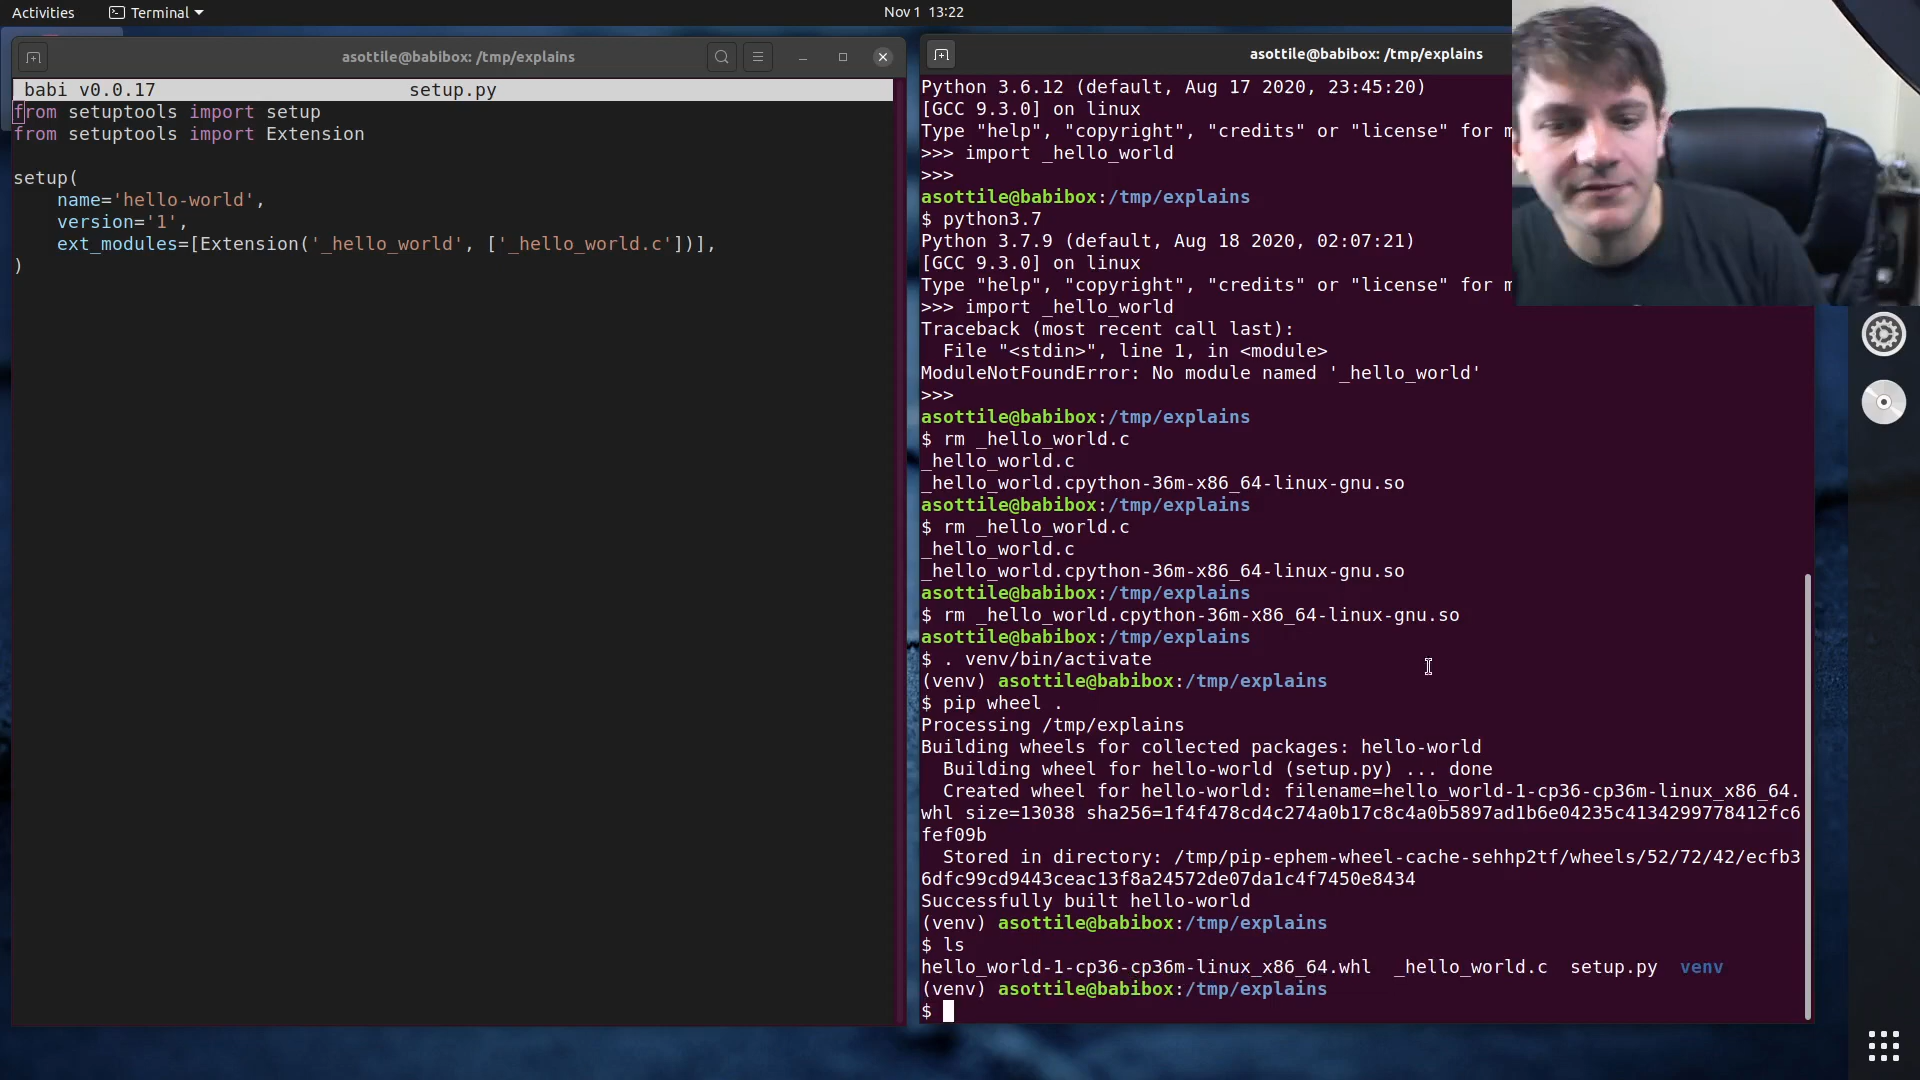 Activities
Terminal
Nov 1 13:22
asottile@babibox: /tmp/explains
babi v0.0.17 setup.py
from setuptools import setup
from setuptools import Extension
setup(
    name='hello-world',
    version='1',
    ext_modules=[Extension('_hello_world', ['_hello_world.c'])],
)
asottile@babibox: /tmp/explains
Python 3.6.12 (default, Aug 17 2020, 23:45:20)
[GCC 9.3.0] on linux
Type "help", "copyright", "credits" or "license" for m
>>> import _hello_world
>>>
asottile@babibox:/tmp/explains
$ python3.7
Python 3.7.9 (default, Aug 18 2020, 02:07:21)
[GCC 9.3.0] on linux
Type "help", "copyright", "credits" or "license" for m
>>> import _hello_world
Traceback (most recent call last):
  File "<stdin>", line 1, in <module>
ModuleNotFoundError: No module named '_hello_world'
>>>
asottile@babibox:/tmp/explains
$ rm _hello_world.c
_hello_world.c
_hello_world.cpython-36m-x86_64-linux-gnu.so
asottile@babibox:/tmp/explains
$ rm _hello_world.c
_hello_world.c
_hello_world.cpython-36m-x86_64-linux-gnu.so
asottile@babibox:/tmp/explains
$ rm _hello_world.cpython-36m-x86_64-linux-gnu.so
asottile@babibox:/tmp/explains
$ . venv/bin/activate
(venv) asottile@babibox:/tmp/explains
$ pip wheel .
Processing /tmp/explains
Building wheels for collected packages: hello-world
  Building wheel for hello-world (setup.py) ... done
  Created wheel for hello-world: filename=hello_world-1-cp36-cp36m-linux_x86_64.
whl size=13038 sha256=1f4f478cd4c274a0b17c8c4a0b5897ad1b6e04235c4134299778412fc6
fef09b
  Stored in directory: /tmp/pip-ephem-wheel-cache-sehhp2tf/wheels/52/72/42/ecfb3
6dfc99cd9443ceac13f8a24572de07da1c4f7450e8434
Successfully built hello-world
(venv) asottile@babibox:/tmp/explains
$ ls
hello_world-1-cp36-cp36m-linux_x86_64.whl  _hello_world.c  setup.py  venv
(venv) asottile@babibox:/tmp/explains
$